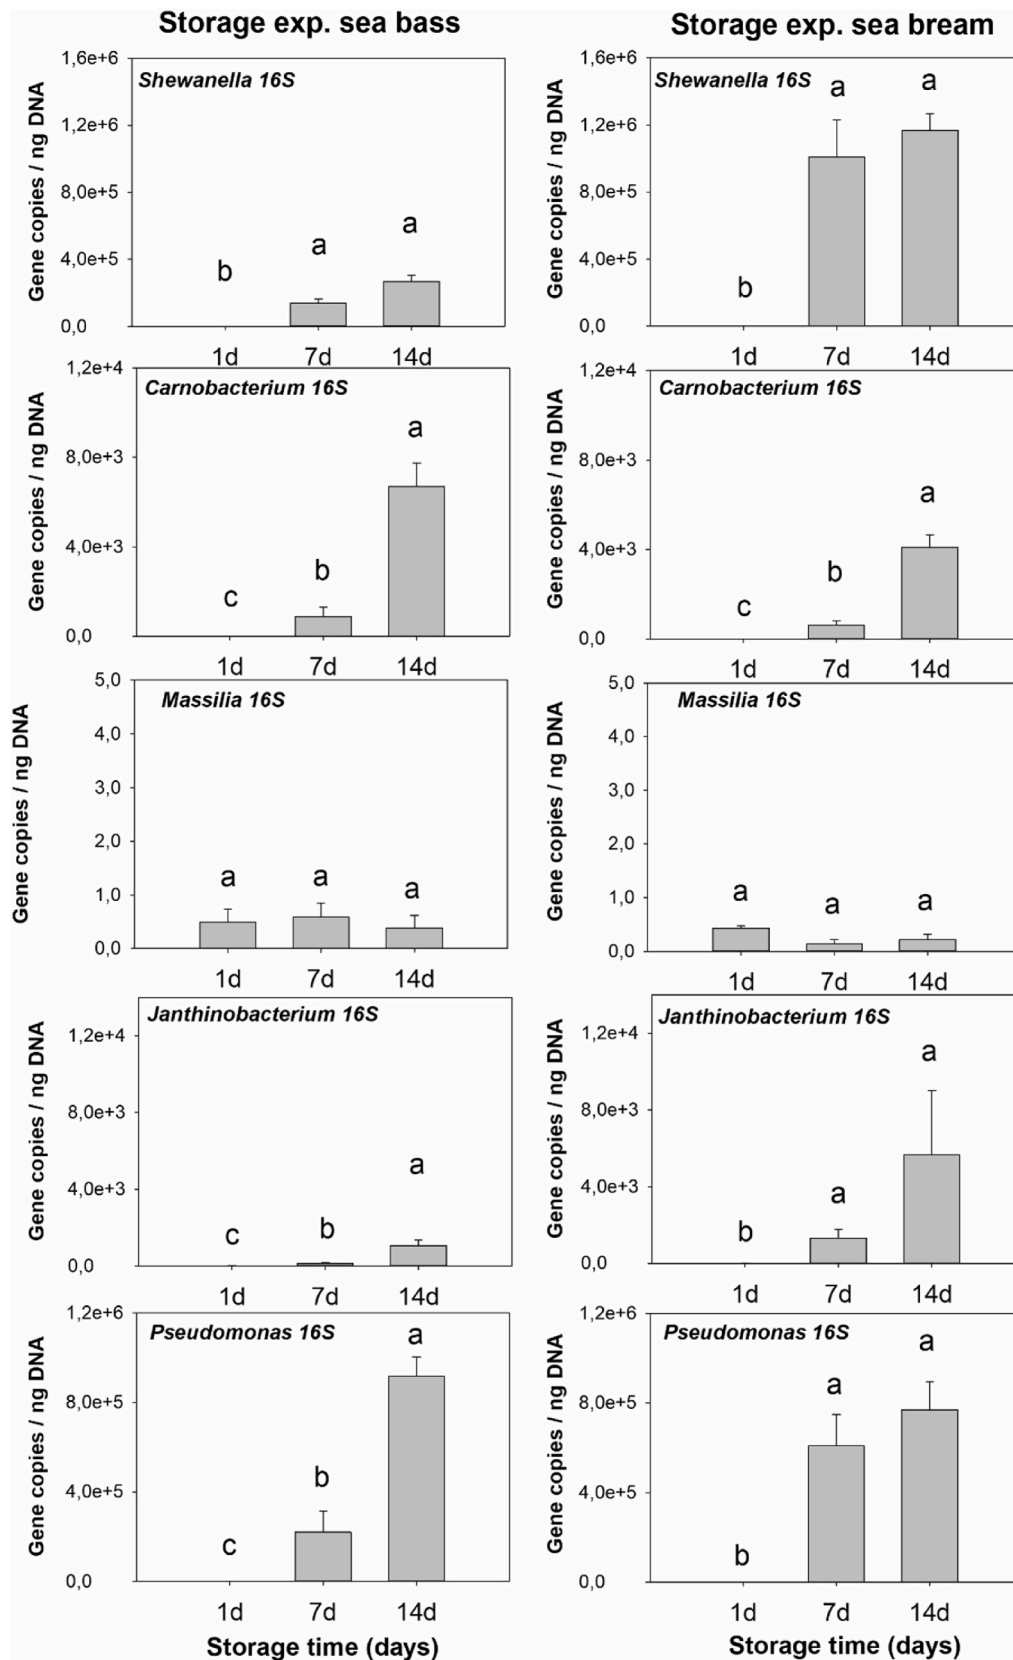 Storage exp. sea bass
Storage exp. sea bream
Gene copies / ng DNA
1,6e+6
1,2e+6
8,0e+5
4,0e+5
0,0
Shewanella 16S
b
a
a
1d
7d
14d
Gene copies / ng DNA
1,6e+6
1,2e+6
8,0e+5
4,0e+5
0,0
Shewanella 16S
b
a
a
1d
7d
14d
Gene copies / ng DNA
1,2e+4
8,0e+3
4,0e+3
0,0
Carnobacterium 16S
c
b
a
1d
7d
14d
Gene copies / ng DNA
1,2e+4
8,0e+3
4,0e+3
0,0
Carnobacterium 16S
c
b
a
1d
7d
14d
Gene copies / ng DNA
5,0
4,0
3,0
2,0
1,0
0,0
Massilia 16S
a
a
a
1d
7d
14d
Gene copies / ng DNA
5,0
4,0
3,0
2,0
1,0
0,0
Massilia 16S
a
a
a
1d
7d
14d
Gene copies / ng DNA
1,2e+4
8,0e+3
4,0e+3
0,0
Janthinobacterium 16S
c
b
a
1d
7d
14d
Gene copies / ng DNA
1,2e+4
8,0e+3
4,0e+3
0,0
Janthinobacterium 16S
b
a
a
1d
7d
14d
Gene copies / ng DNA
1,2e+6
8,0e+5
4,0e+5
0,0
Pseudomonas 16S
c
b
a
1d
7d
14d
Storage time (days)
Gene copies / ng DNA
1,2e+6
8,0e+5
4,0e+5
0,0
Pseudomonas 16S
b
a
a
1d
7d
14d
Storage time (days)